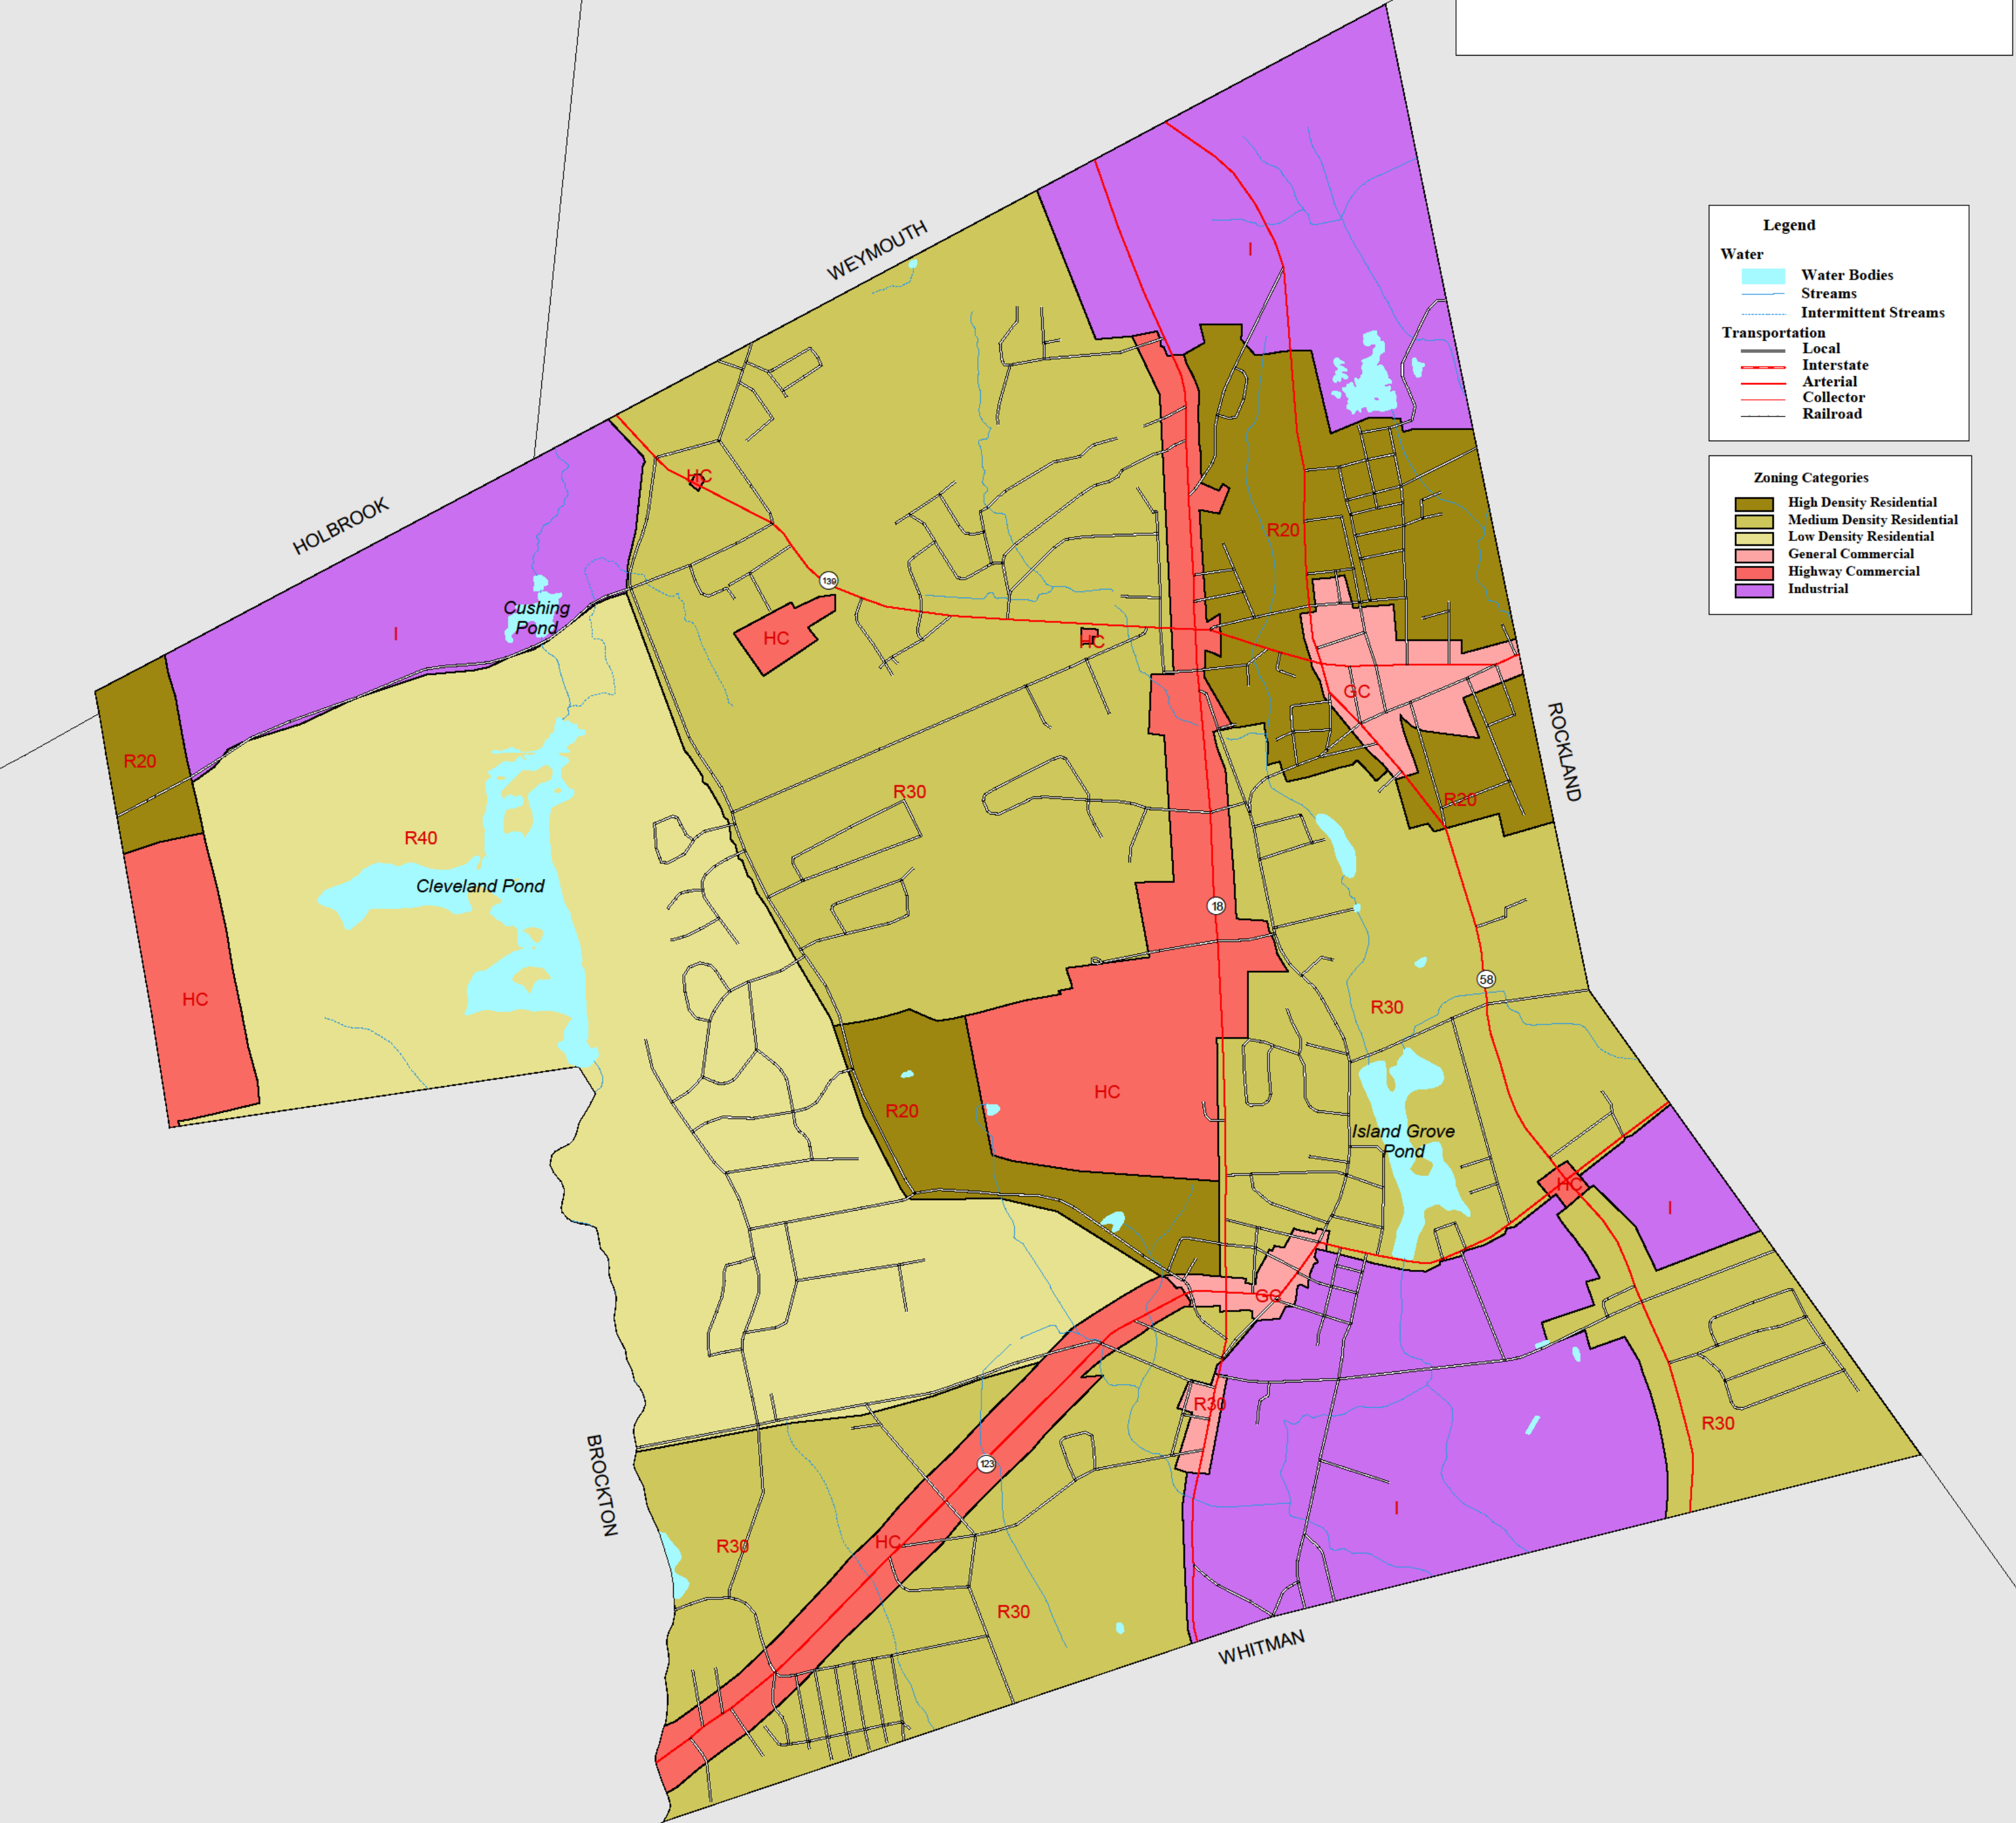 WEYMOUTH
HOLBROOK
ROCKLAND
BROCKTON
WHITMAN
I
HC
139
R20
Cushing
Pond
I
HC
HC
GC
R20
R30
R20
R40
Cleveland Pond
18
58
HC
R30
HC
R20
Island Grove
Pond
HC
I
GC
R30
R30
123
I
HC
R30
R30
Legend
Water
Water Bodies
Streams
Intermittent Streams
Transportation
Local
Interstate
Arterial
Collector
Railroad
Zoning Categories
High Density Residential
Medium Density Residential
Low Density Residential
General Commercial
Highway Commercial
Industrial